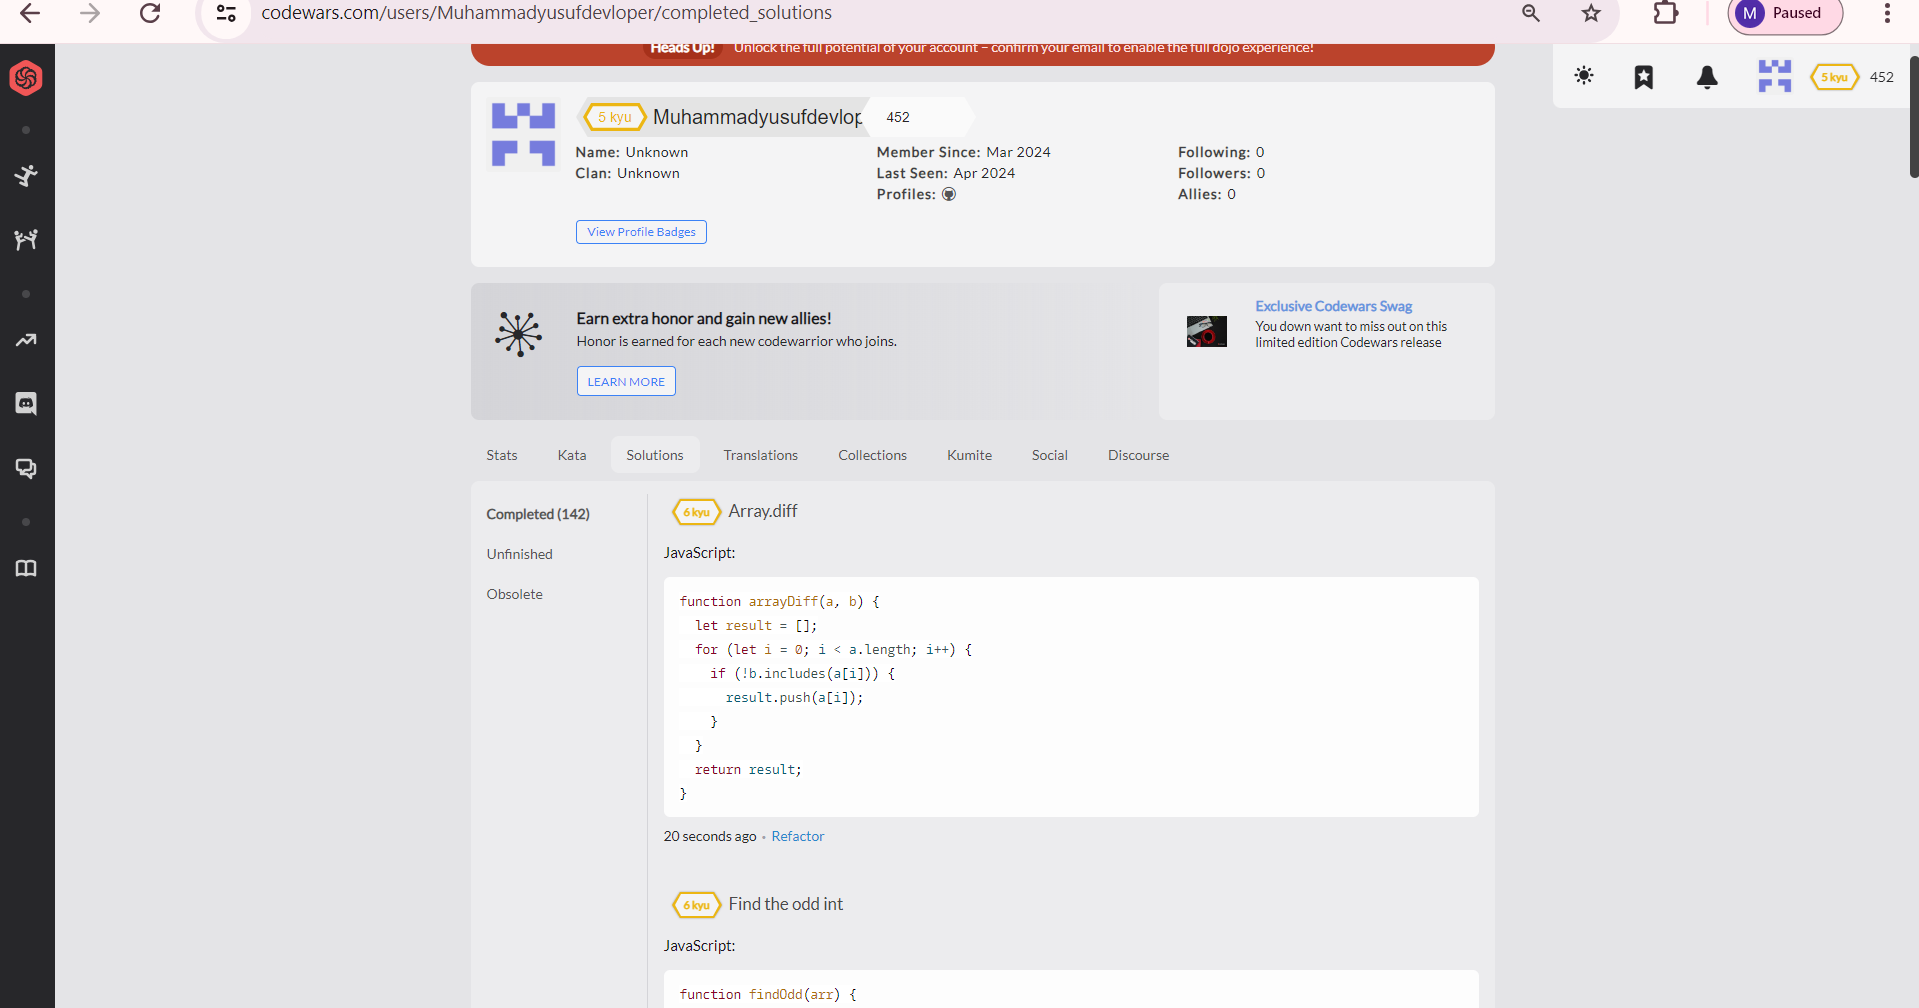 codewars.com/users/Muhammadyusufdevloper/completed_solutions
M Paused
Heads Up! Unlock the full potential of your account – confirm your email to enable the full dojo experience!
5 kyu 452
5 kyu Muhammadyusufdevlop 452
Name: Unknown
Clan: Unknown
Member Since: Mar 2024
Last Seen: Apr 2024
Profiles:
Following: 0
Followers: 0
Allies: 0
View Profile Badges
Earn extra honor and gain new allies!
Honor is earned for each new codewarrior who joins.
LEARN MORE
Exclusive Codewars Swag
You down want to miss out on this
limited edition Codewars release
Stats Kata Solutions Translations Collections Kumite Social Discourse
Completed (142)
Unfinished
Obsolete
6 kyu Array.diff
JavaScript:
function arrayDiff(a, b) {
  let result = [];
  for (let i = 0; i < a.length; i++) {
    if (!b.includes(a[i])) {
      result.push(a[i]);
    }
  }
  return result;
}
20 seconds ago • Refactor
6 kyu Find the odd int
JavaScript:
function findOdd(arr) {